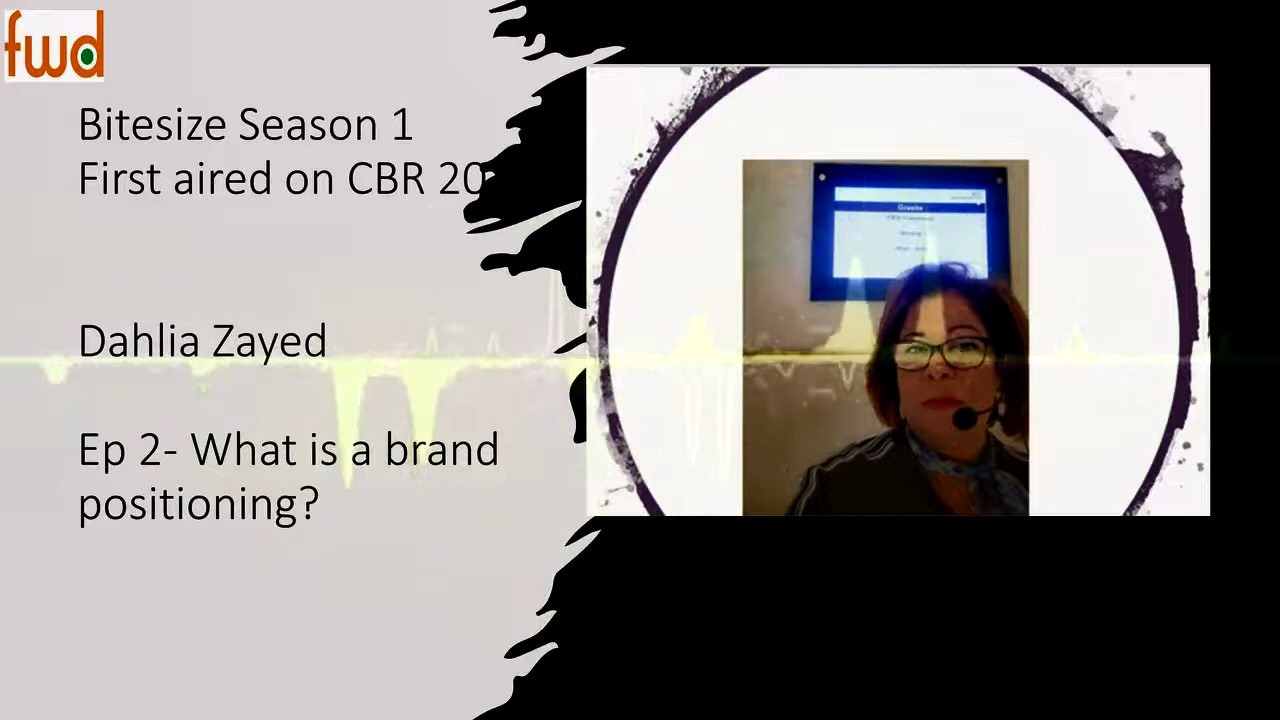 fwd
Bitesize Season 1
First aired on CBR 20
Dahlia Zayed
Ep 2- What is a brand
positioning?